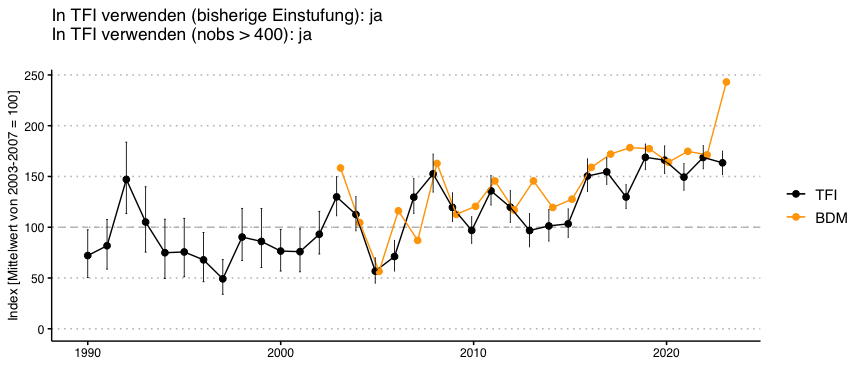 In TFI verwenden (bisherige Einstufung): ja
In TFI verwenden (nobs > 400): ja
Index [Mittelwert von 2003-2007 = 100]
250
200
150
100
50
0
1990
2000
2010
2020
TFI
BDM